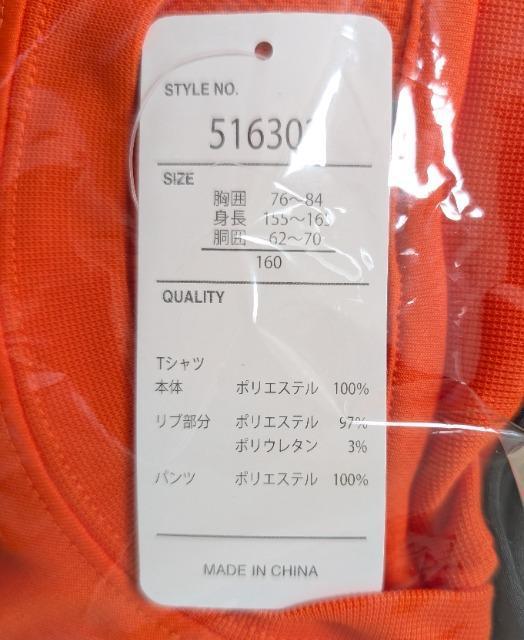 STYLE NO.
SIZE
胸囲 76～84
身長
胴囲 62～70
160
QUALITY
Tシャツ
本体 ポリエステル 100%
リブ部分 ポリエステル 97%
ポリウレタン 3%
パンツ ポリエステル 100%
MADE IN CHINA